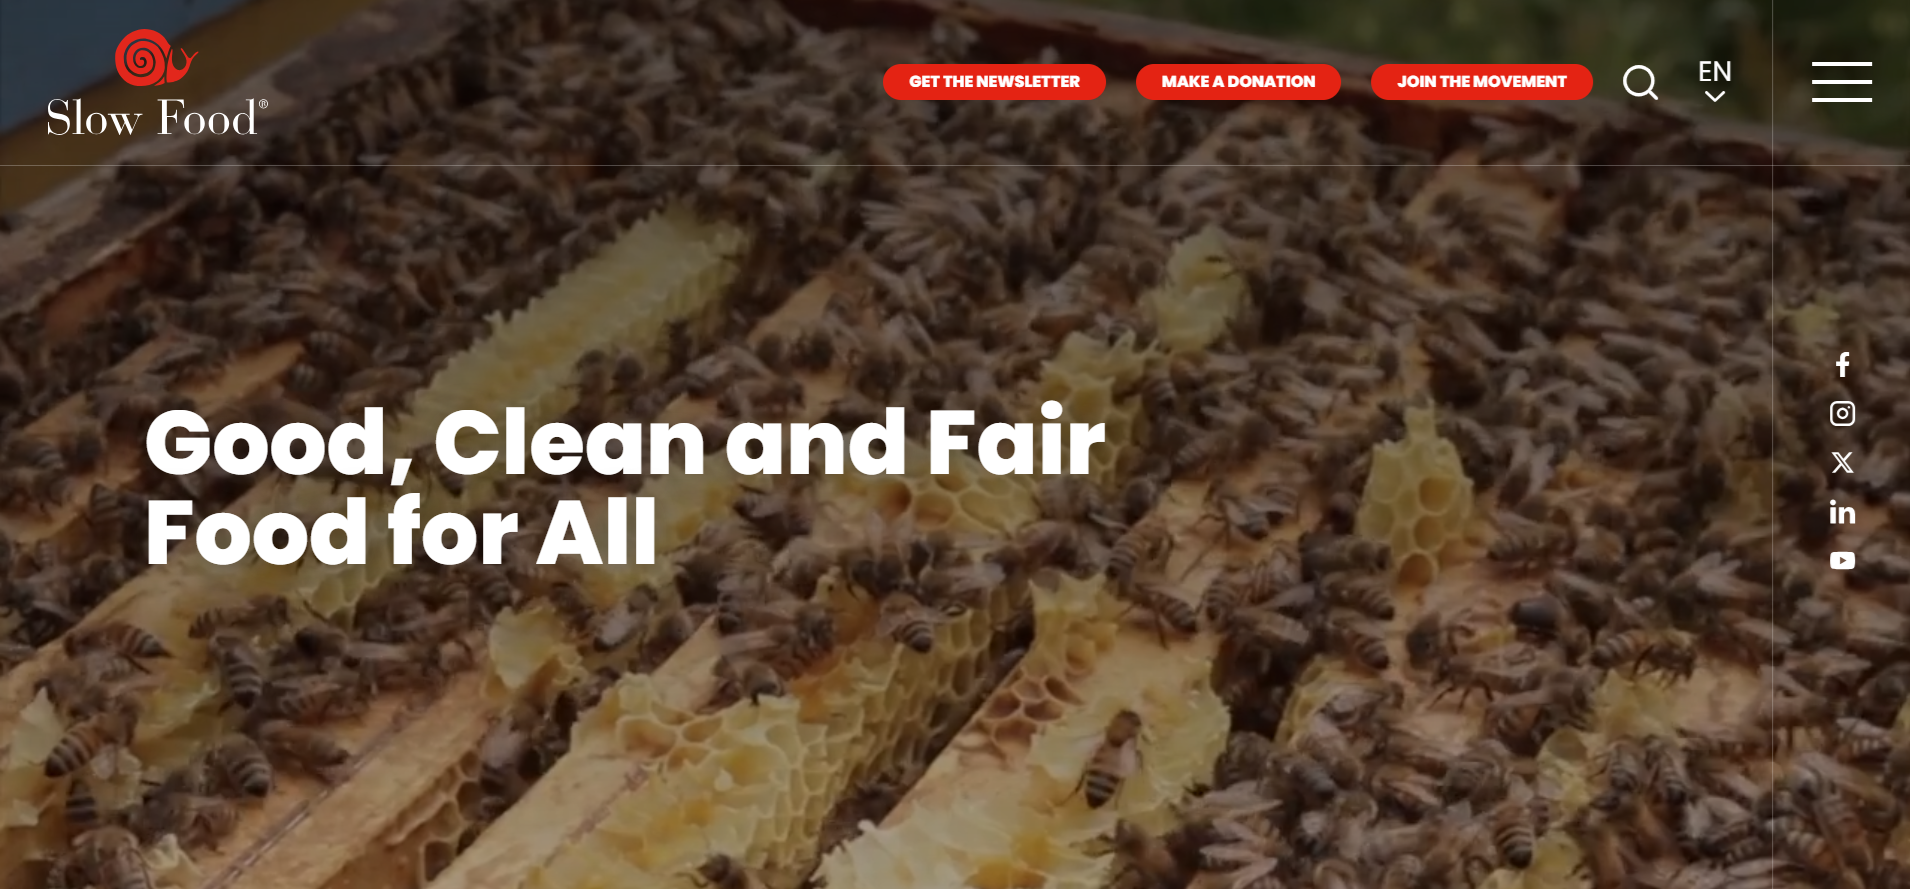 Slow Food®
GET THE NEWSLETTER
MAKE A DONATION
JOIN THE MOVEMENT
EN
Good, Clean and Fair
Food for All